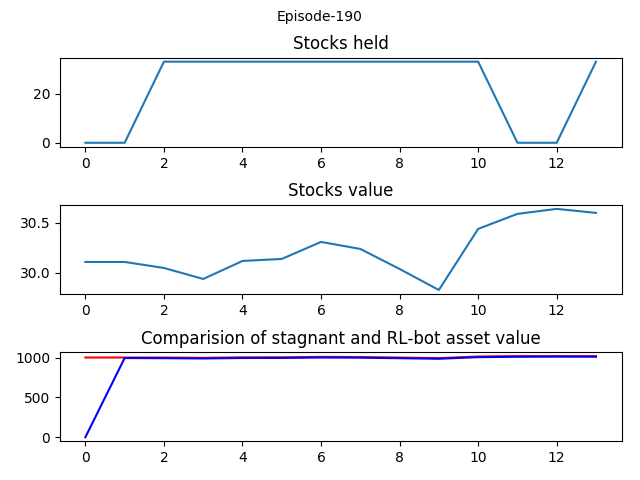 Episode-190
Stocks held
20
0
0 2 4 6 8 10 12
Stocks value
30.5
30.0
0 2 4 6 8 10 12
Comparision of stagnant and RL-bot asset value
1000
500
0
0 2 4 6 8 10 12